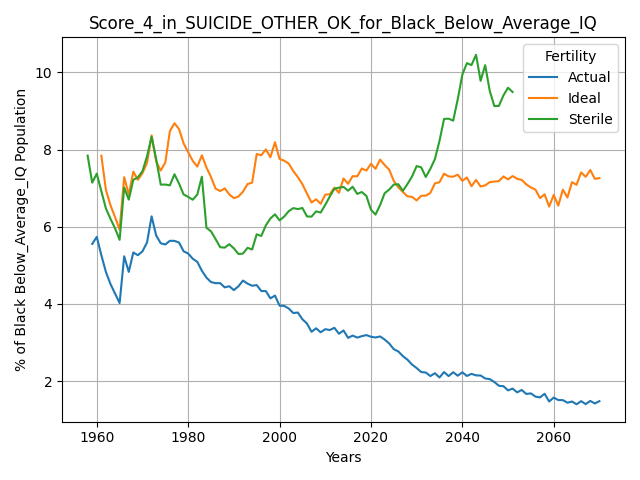 Score_4_in_SUICIDE_OTHER_OK_for_Black_Below_Average_IQ
% of Black Below_Average_IQ Population
10
8
6
4
2
Fertility
Actual
Ideal
Sterile
1960 1980 2000 2020 2040 2060
Years